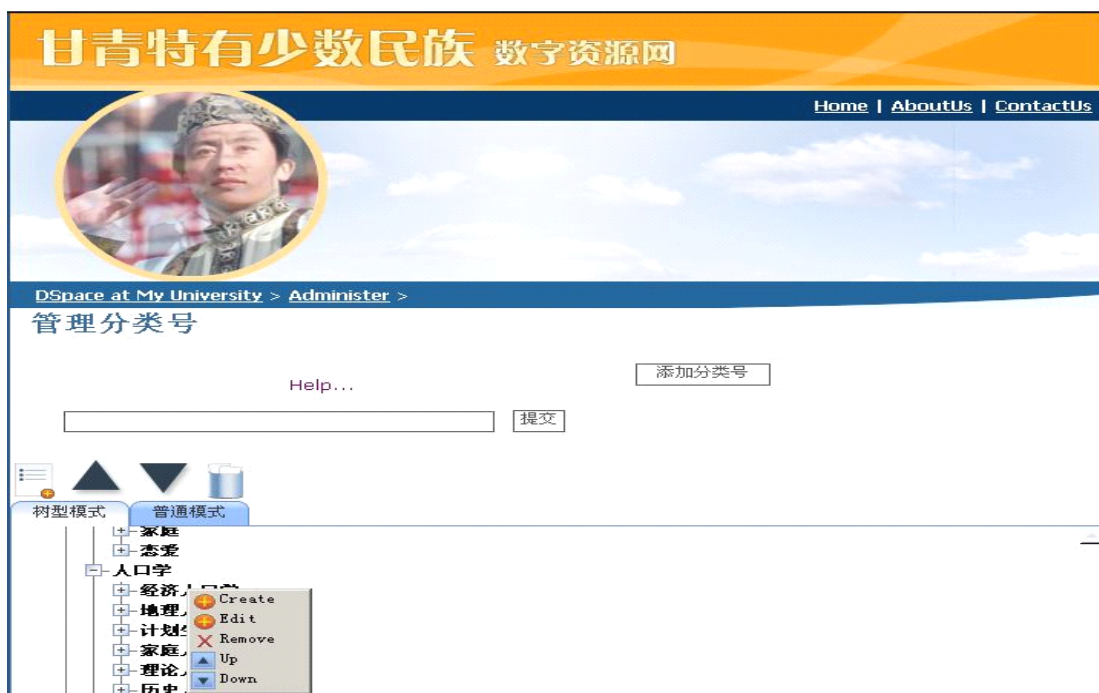 甘青特有少数民族 数字资源网
Home | AboutUs | ContactUs
DSpace at My University > Administer >
管理分类号
添加分类号
Help...
提交
树型模式 普通模式
家庭
恋爱
人口学
经济人口学
地理
计划
家庭
理论
历史
Create
Edit
Remove
Up
Down